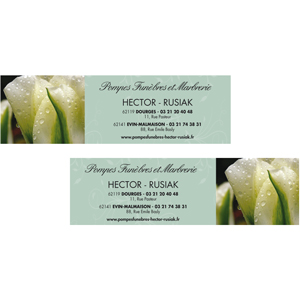 Pompes Funèbres et Marbrerie
HECTOR - RUSIAK
62119 DOURGES - 03 21 20 40 48
11, Rue Pasteur
62141 EVIN-MALMAISON - 03 21 74 38 31
88, Rue Emile Basly
www.pompesfunebres-hector-rusiak.fr
Pompes Funèbres et Marbrerie
HECTOR - RUSIAK
62119 DOURGES - 03 21 20 40 48
11, Rue Pasteur
62141 EVIN-MALMAISON - 03 21 74 38 31
88, Rue Emile Basly
www.pompesfunebres-hector-rusiak.fr